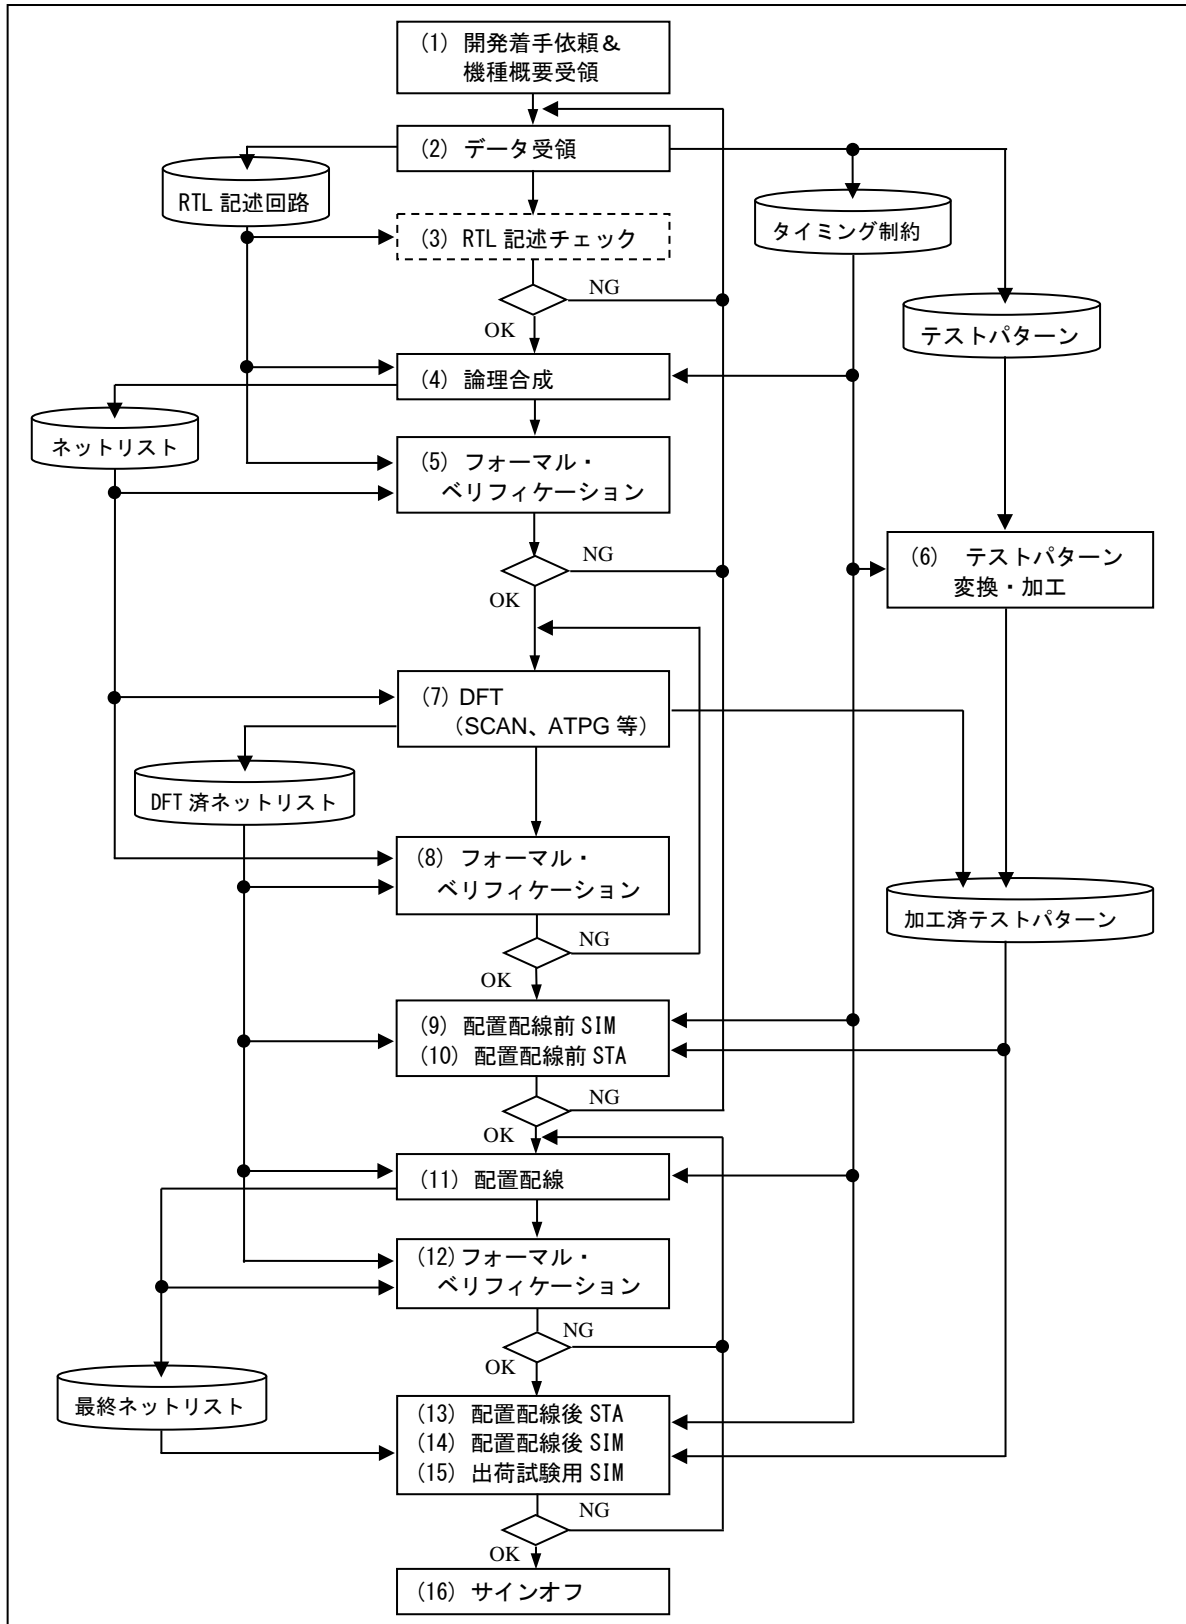 (1) 開発着手依頼＆
機種概要受領
(2) データ受領
RTL 記述回路
タイミング制約
(3) RTL 記述チェック
NG
OK
テストパターン
(4) 論理合成
ネットリスト
(5) フォーマル・
ベリフィケーション
NG
OK
(6) テストパターン
変換・加工
(7) DFT
（SCAN、ATPG 等）
DFT 済ネットリスト
(8) フォーマル・
ベリフィケーション
加工済テストパターン
NG
OK
(9) 配置配線前 SIM
(10) 配置配線前 STA
NG
OK
(11) 配置配線
(12) フォーマル・
ベリフィケーション
NG
OK
最終ネットリスト
(13) 配置配線後 STA
(14) 配置配線後 SIM
(15) 出荷試験用 SIM
NG
OK
(16) サインオフ